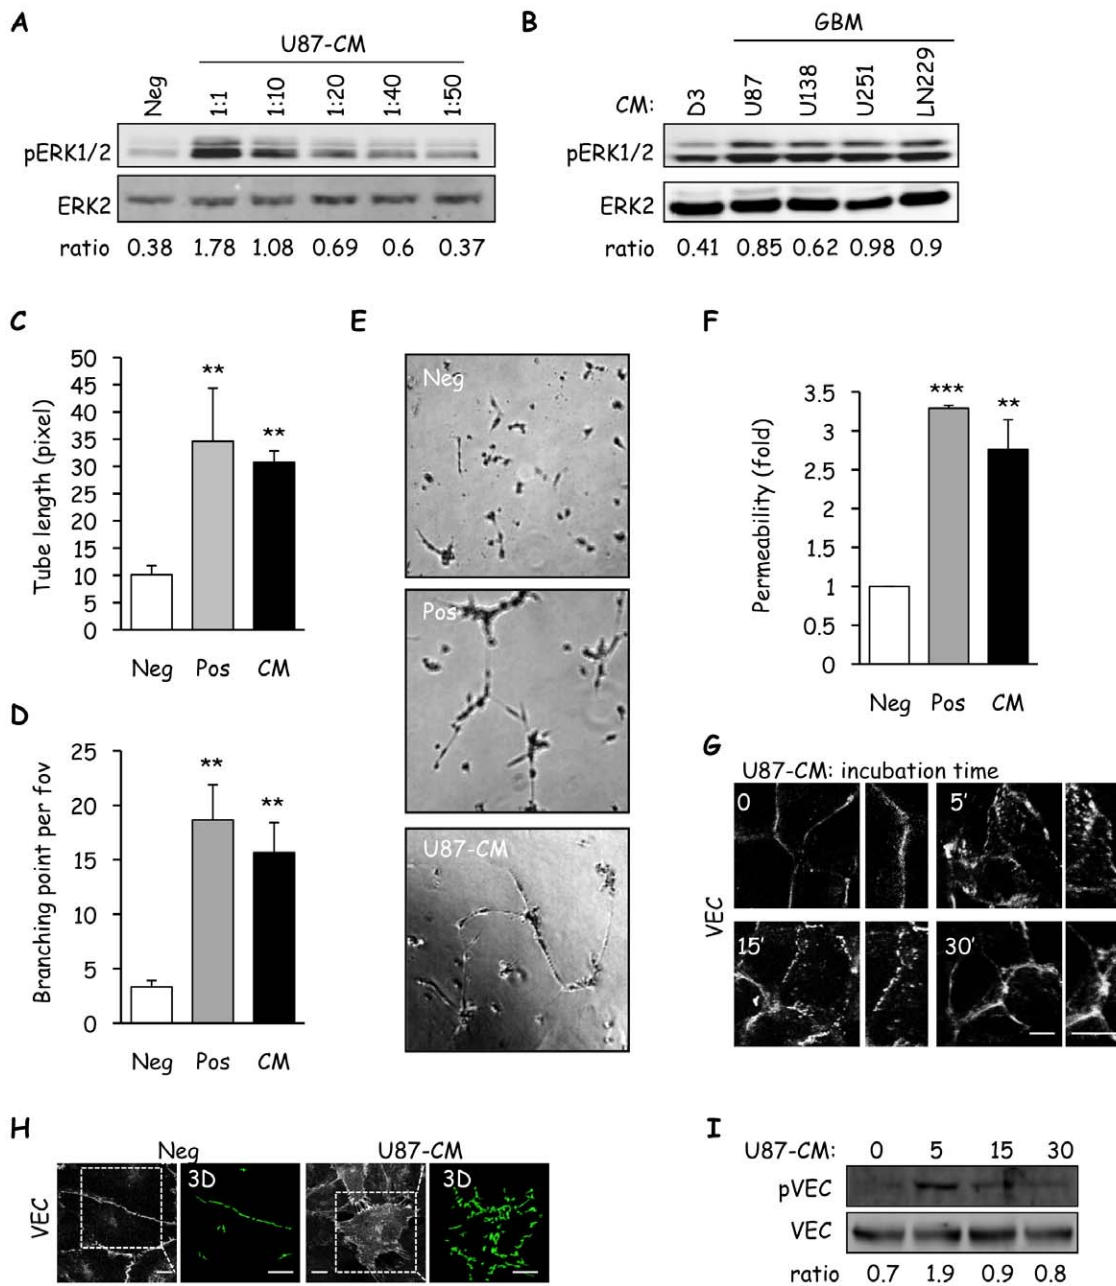 A
U87-CM
Neg 1:1 1:10 1:20 1:40 1:50
pERK1/2
ERK2
ratio 0.38 1.78 1.08 0.69 0.6 0.37
B
GBM
CM: D3 U87 U138 U251 LN229
pERK1/2
ERK2
ratio 0.41 0.85 0.62 0.98 0.9
C
Tube length (pixel)
50
45
40
35
30
25
20
15
10
5
0
** **
Neg Pos CM
D
Branching point per fov
25
20
15
10
5
0
** **
Neg Pos CM
E
Neg
Pos
U87-CM
F
Permeability (fold)
3.5
3
2.5
2
1.5
1
0.5
0
*** **
Neg Pos CM
G
U87-CM: incubation time
VEC
0 5'
15' 30'
H
Neg U87-CM
VEC
3D 3D
I
U87-CM: 0 5 15 30
pVEC
VEC
ratio 0.7 1.9 0.9 0.8